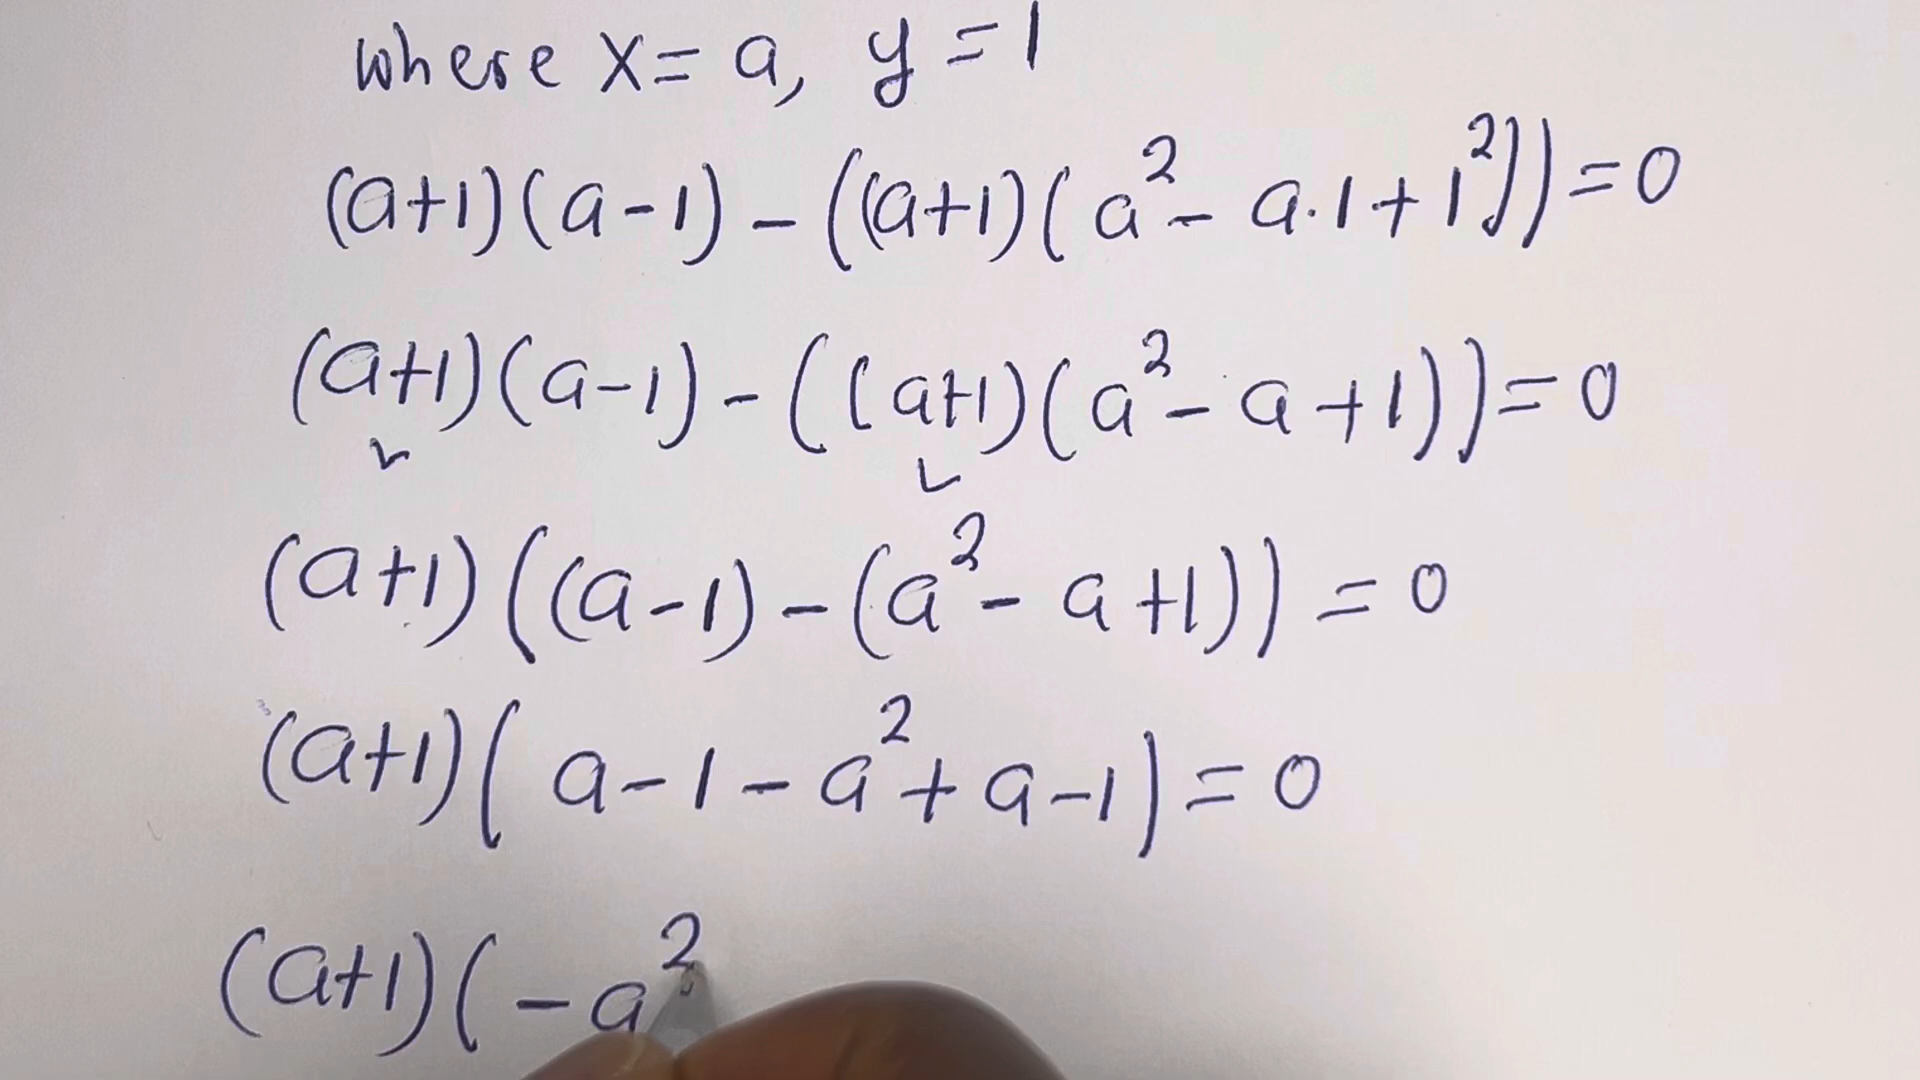 where x = a, y = 1
(a+1)(a-1) - ((a+1)(a² - a.1 + 1²)) = 0
(a+1)(a-1) - ((a+1)(a² - a + 1)) = 0
(a+1)((a-1) - (a² - a + 1)) = 0
(a+1)(a - 1 - a² + a - 1) = 0
(a+1)(- a²